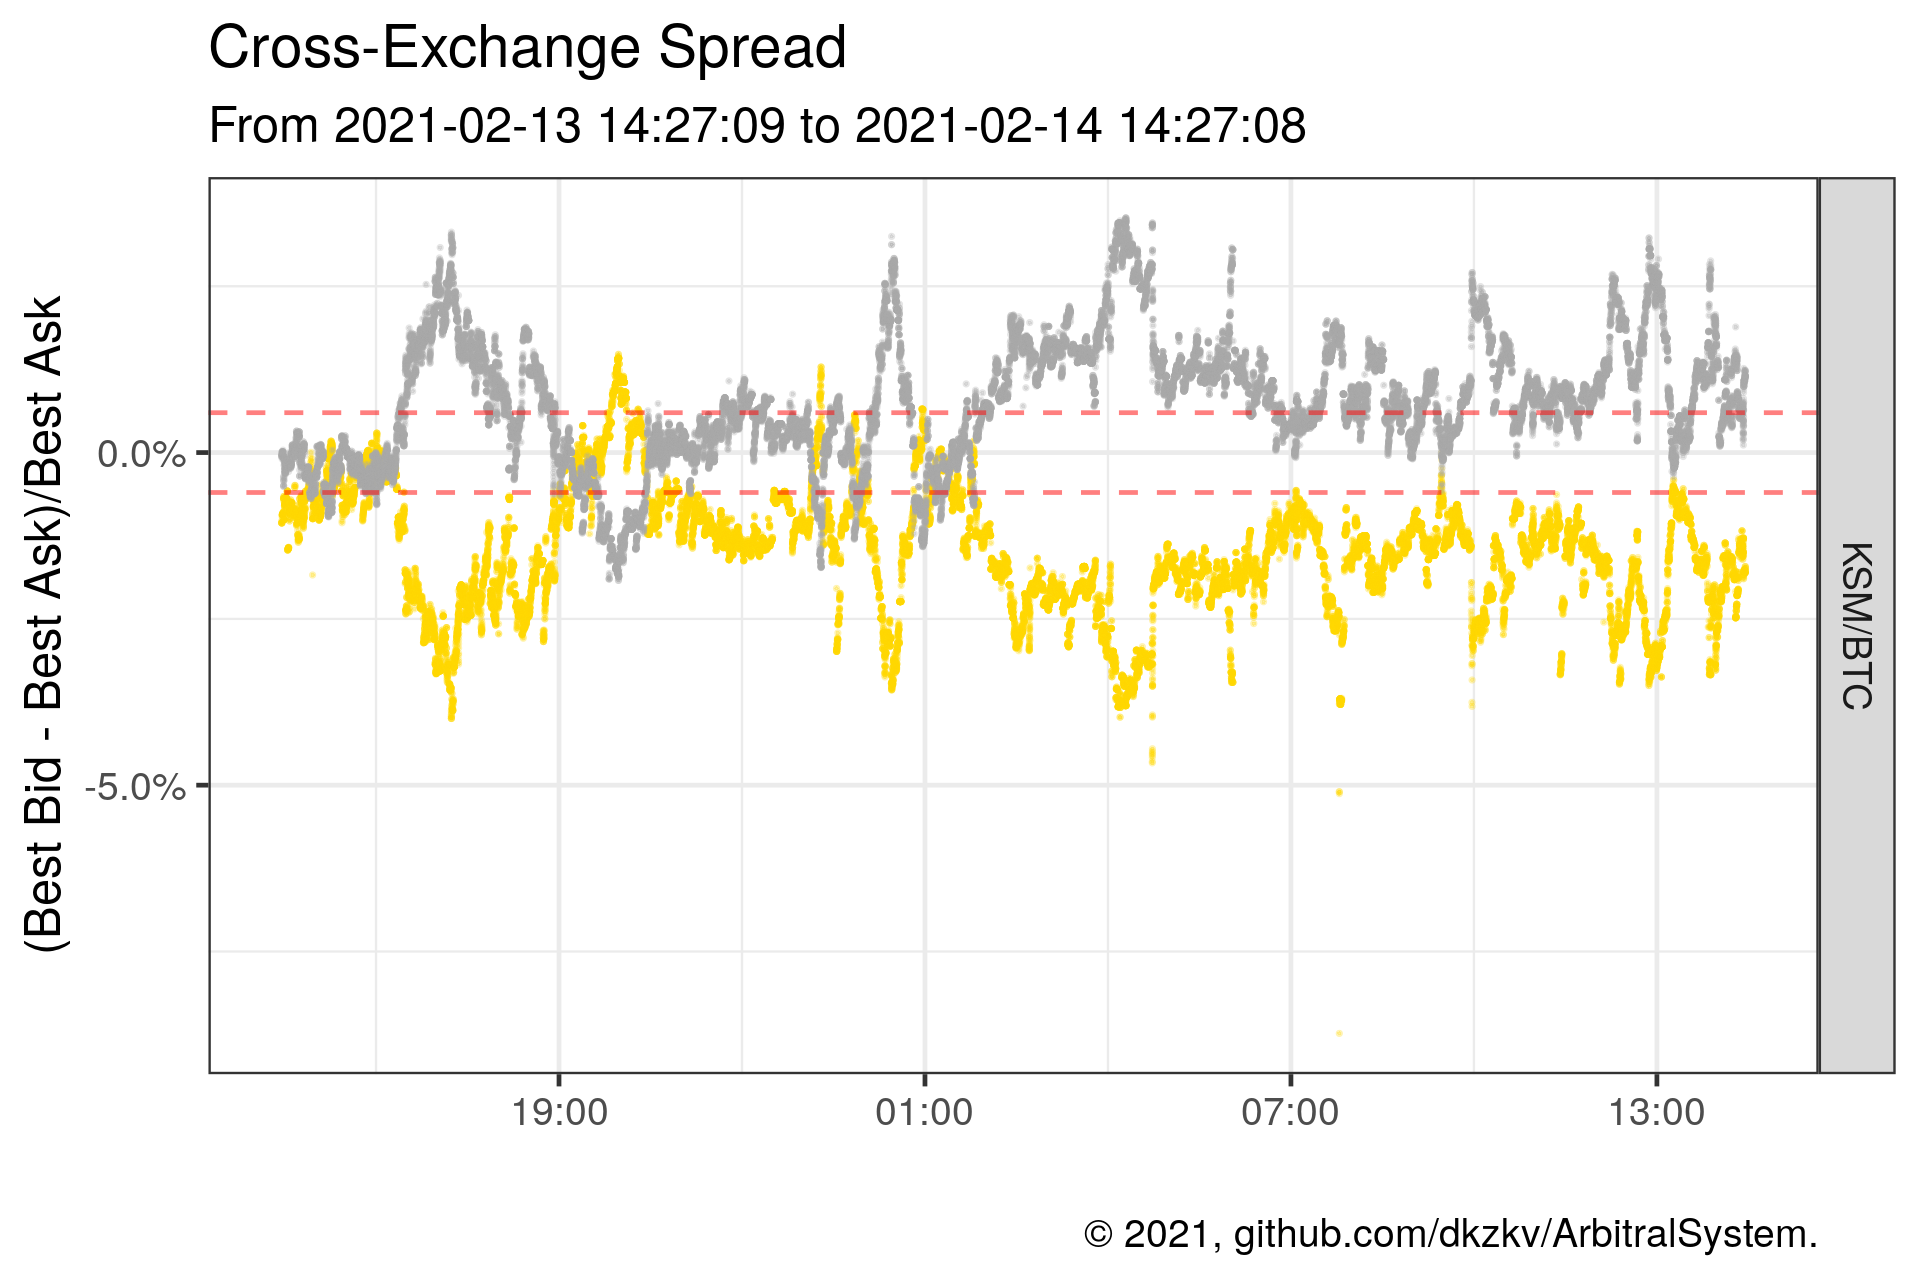 Cross-Exchange Spread
From 2021-02-13 14:27:09 to 2021-02-14 14:27:08
(Best Bid - Best Ask)/Best Ask
0.0%
-5.0%
KSM/BTC
19:00
01:00
07:00
13:00
© 2021, github.com/dkzkv/ArbitralSystem.